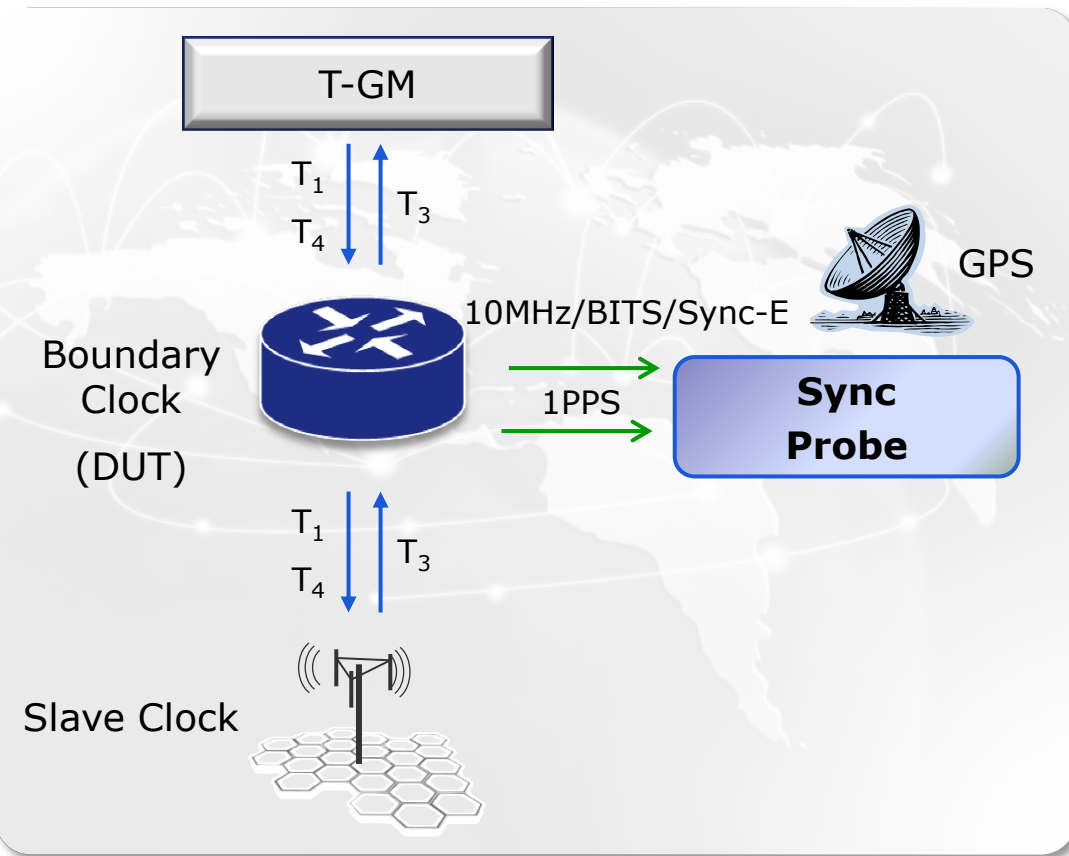 T-GM
T₁
T₃
T₄
GPS
10MHz/BITS/Sync-E
Boundary
Clock
(DUT)
1PPS
Sync
Probe
T₁
T₃
T₄
Slave Clock